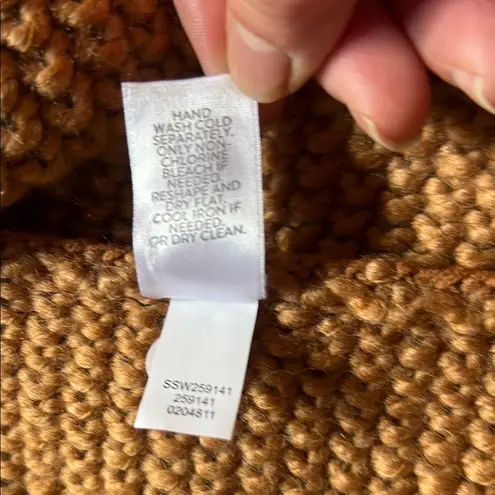 HAND
WASH COLD
SEPARATELY.
ONLY NON-
CHLORINE
BLEACH IF
NEEDED.
RESHAPE AND
DRY FLAT.
COOL IRON IF
NEEDED.
OR DRY CLEAN.
SSW259141
259141
0204811